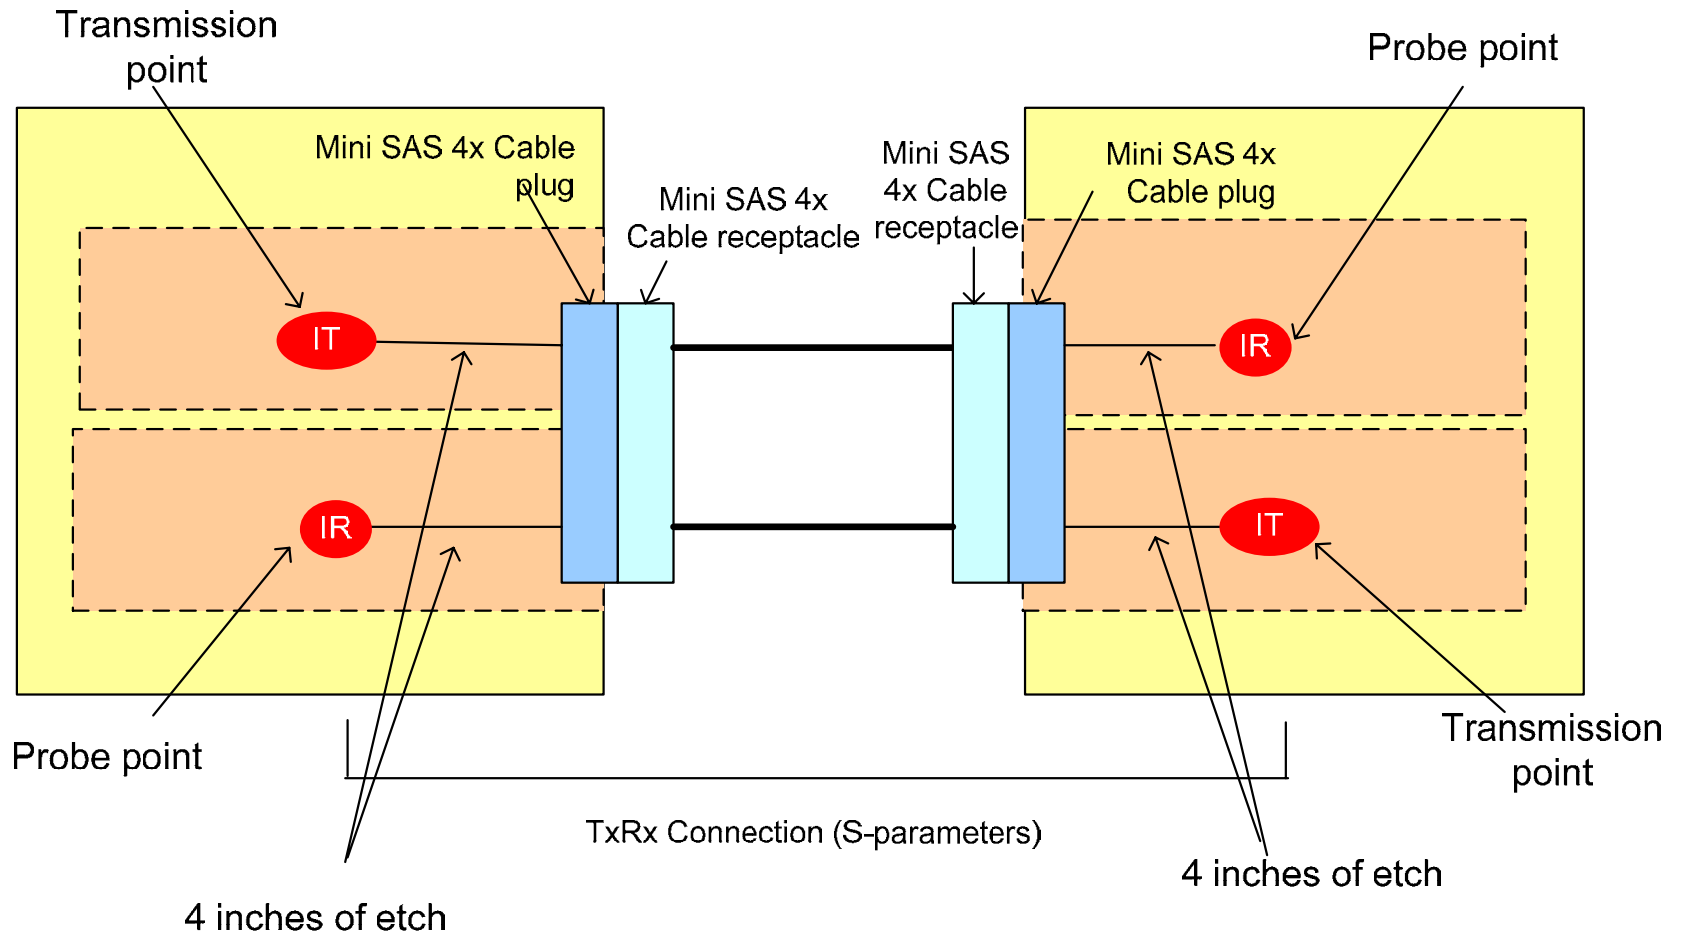 Transmission
point
Probe point
Mini SAS 4x Cable
plug
Mini SAS 4x
Cable receptacle
Mini SAS
4x Cable
receptacle
Mini SAS 4x
Cable plug
IT
IR
IR
IT
Probe point
Transmission
point
TxRx Connection (S-parameters)
4 inches of etch
4 inches of etch